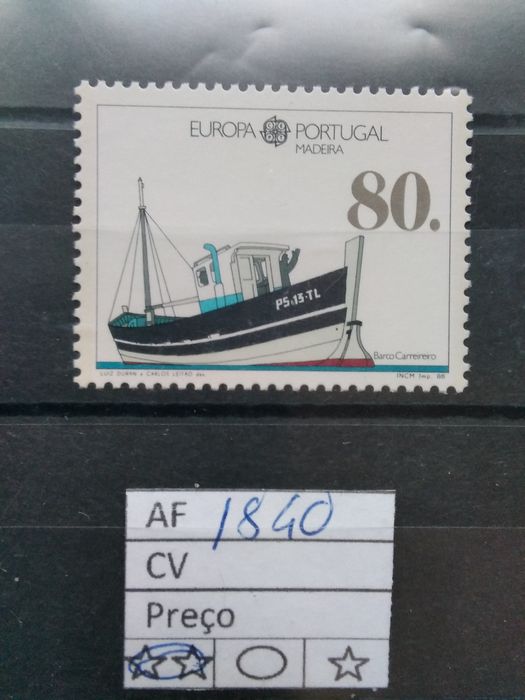 EUROPA PORTUGAL
MADEIRA
80.
PS-13-TL
Barco Carreireiro
LUIZ DURAN e CARLOS LEITÃO des.
INCM Imp. 88
AF 1840
CV
Preço